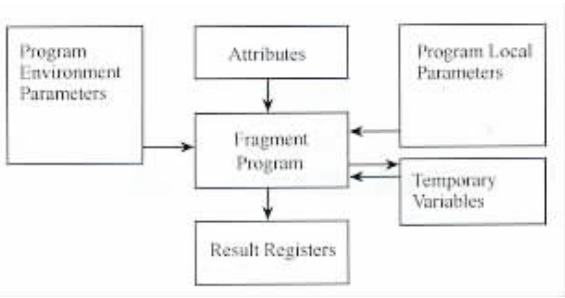 Program
Environment
Parameters
Attributes
Program Local
Parameters
Fragment
Program
Temporary
Variables
Result Registers